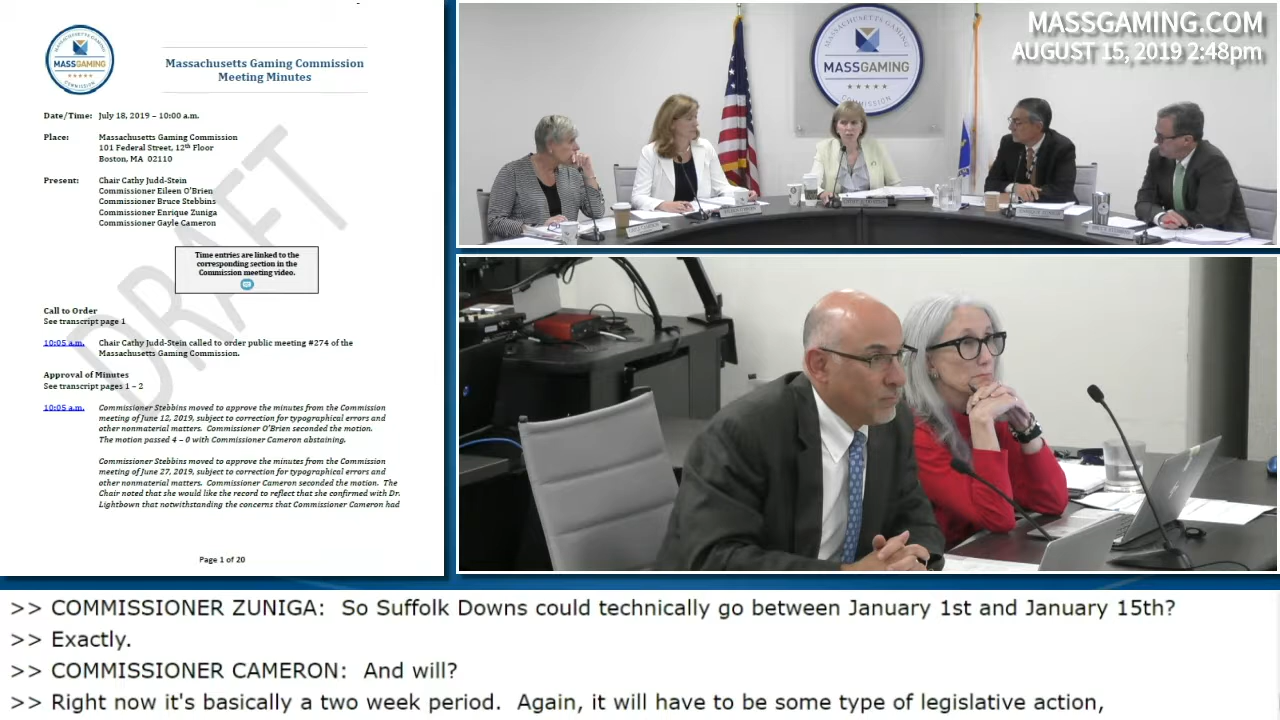 MASSACHUSETTS GAMING
MASSGAMING
COMMISSION
Massachusetts Gaming Commission
Meeting Minutes
Date/Time: July 18, 2019 – 10:00 a.m.
Place: Massachusetts Gaming Commission
101 Federal Street, 12th Floor
Boston, MA 02110
Present: Chair Cathy Judd-Stein
Commissioner Eileen O'Brien
Commissioner Bruce Stebbins
Commissioner Enrique Zuniga
Commissioner Gayle Cameron
Time entries are linked to the
corresponding section in the
Commission meeting video.
DRAFT
Call to Order
See transcript page 1
10:05 a.m. Chair Cathy Judd-Stein called to order public meeting #274 of the
Massachusetts Gaming Commission.
Approval of Minutes
See transcript pages 1 – 2
10:05 a.m. Commissioner Stebbins moved to approve the minutes from the Commission
meeting of June 12, 2019, subject to correction for typographical errors and
other nonmaterial matters. Commissioner O'Brien seconded the motion.
The motion passed 4 – 0 with Commissioner Cameron abstaining.
Commissioner Stebbins moved to approve the minutes from the Commission
meeting of June 27, 2019, subject to correction for typographical errors and
other nonmaterial matters. Commissioner Cameron seconded the motion. The
Chair noted that she would like the record to reflect that she confirmed with Dr.
Lightbown that notwithstanding the concerns that Commissioner Cameron had
Page 1 of 20
MASSGAMING.COM
AUGUST 15, 2019 2:48pm
MASSACHUSETTS GAMING
MASSGAMING
COMMISSION
>> COMMISSIONER ZUNIGA: So Suffolk Downs could technically go between January 1st and January 15th?
>> Exactly.
>> COMMISSIONER CAMERON: And will?
>> Right now it's basically a two week period. Again, it will have to be some type of legislative action,